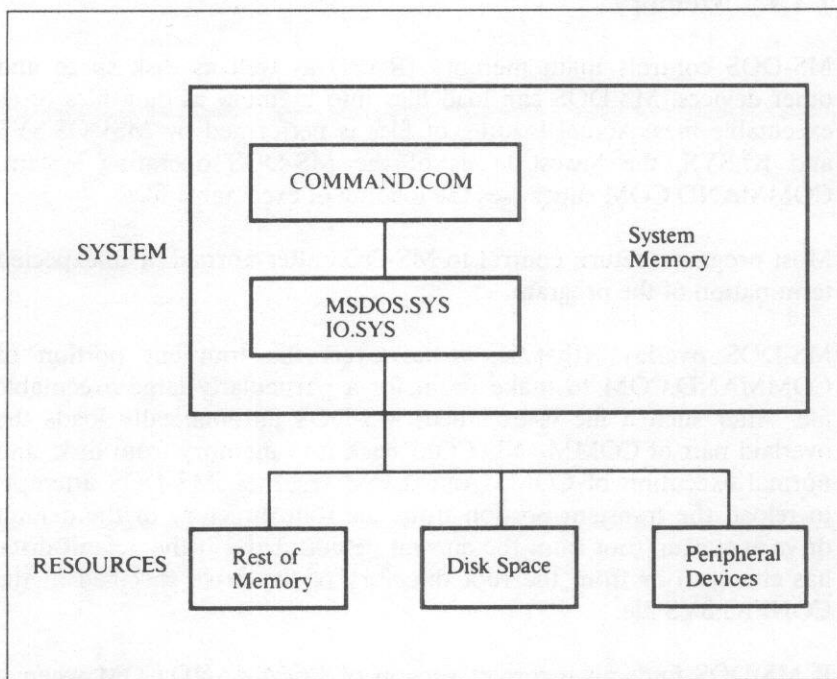 COMMAND.COM
SYSTEM
System
Memory
MSDOS.SYS
IO.SYS
RESOURCES
Rest of
Memory
Disk Space
Peripheral
Devices